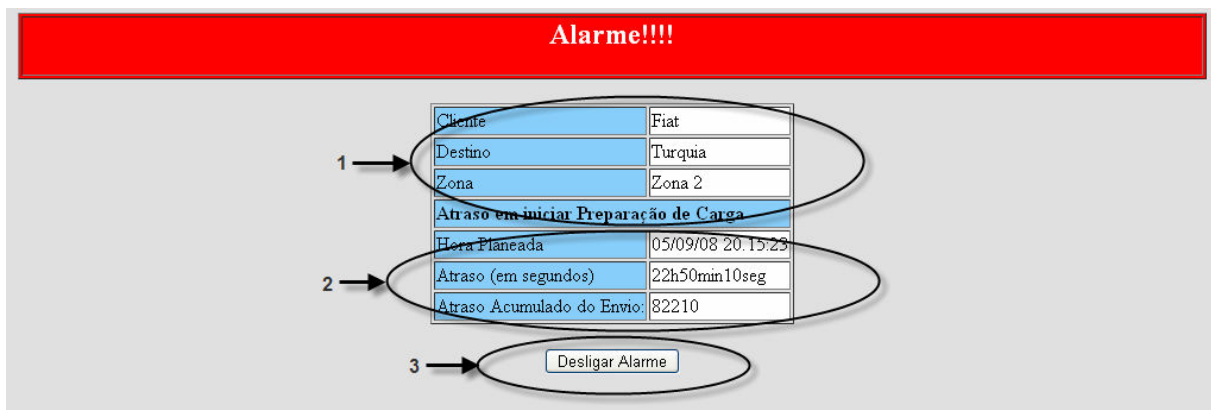 Alarme!!!!
Cliente Fiat
1 Destino Turquia
Zona Zona 2
Atraso em iniciar Preparação de Carga
Hora Planeada 05/09/08 20.15:23
2 Atraso (em segundos) 22h50min10seg
Atraso Acumulado do Envio: 82210
3 Desligar Alarme